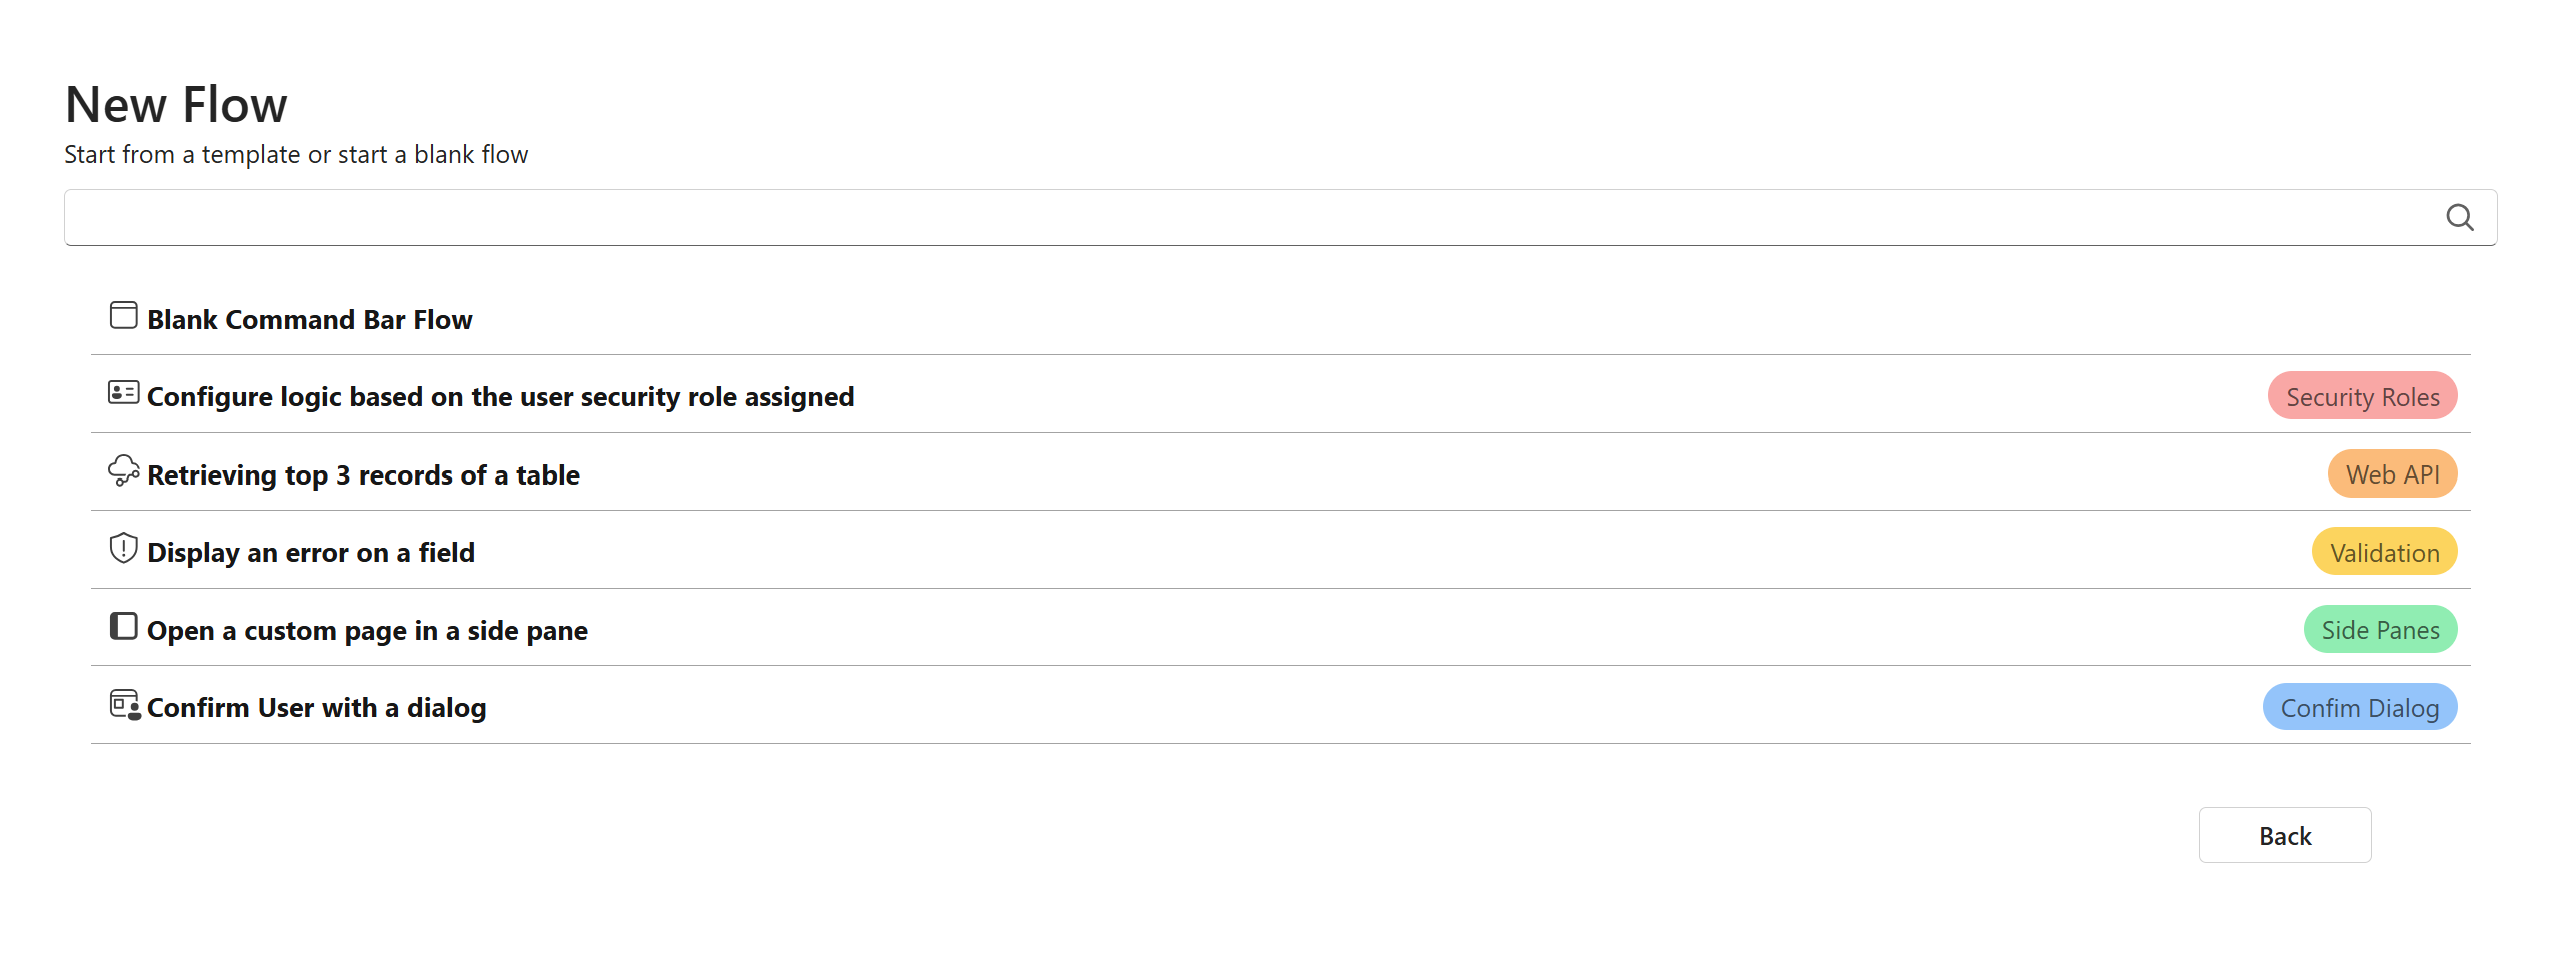 New Flow
Start from a template or start a blank flow
Blank Command Bar Flow
Configure logic based on the user security role assigned
Security Roles
Retrieving top 3 records of a table
Web API
Display an error on a field
Validation
Open a custom page in a side pane
Side Panes
Confirm User with a dialog
Confim Dialog
Back